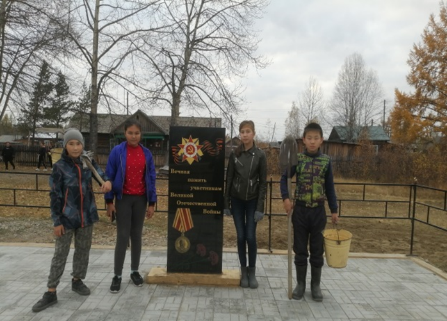 Вечная
память
участникам
Великой
Отечественной
Войны